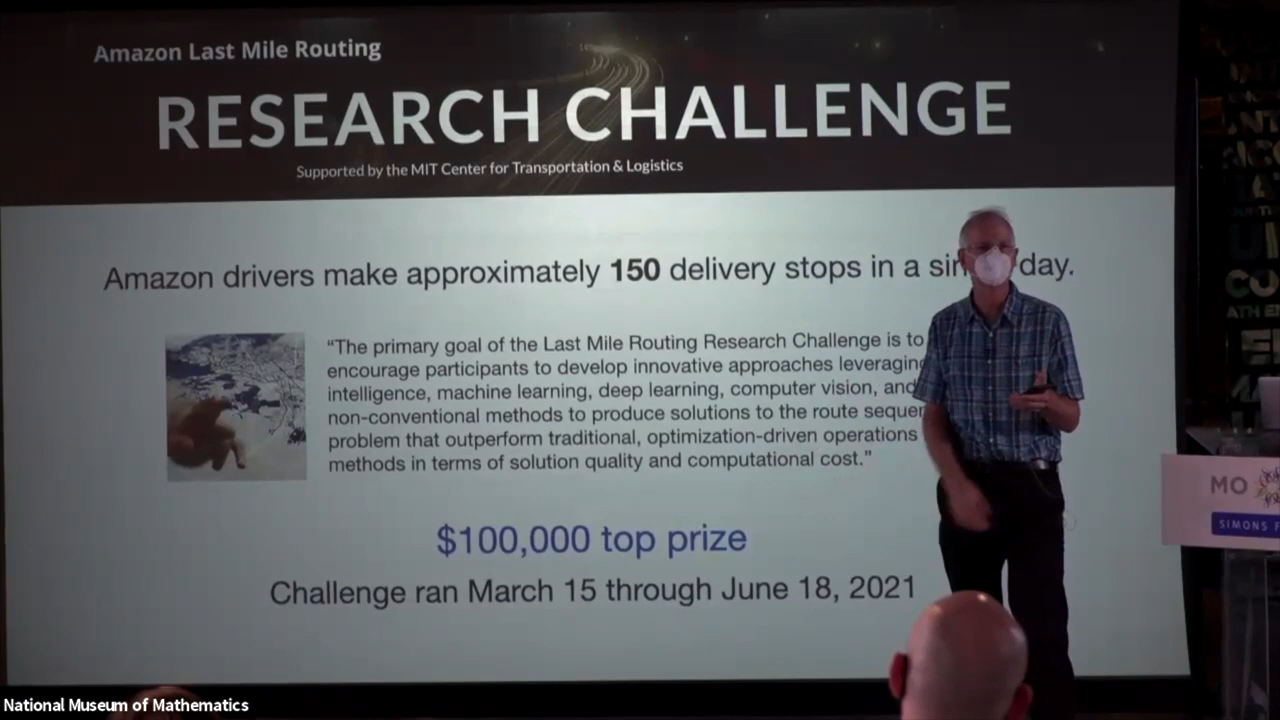 Amazon Last Mile Routing
RESEARCH CHALLENGE
Supported by the MIT Center for Transportation & Logistics
Amazon drivers make approximately 150 delivery stops in a sin day.
“The primary goal of the Last Mile Routing Research Challenge is to
encourage participants to develop innovative approaches leveraging
intelligence, machine learning, deep learning, computer vision, and
non-conventional methods to produce solutions to the route sequen
problem that outperform traditional, optimization-driven operations
methods in terms of solution quality and computational cost.”
$100,000 top prize
Challenge ran March 15 through June 18, 2021
MO
SIMONS F
National Museum of Mathematics